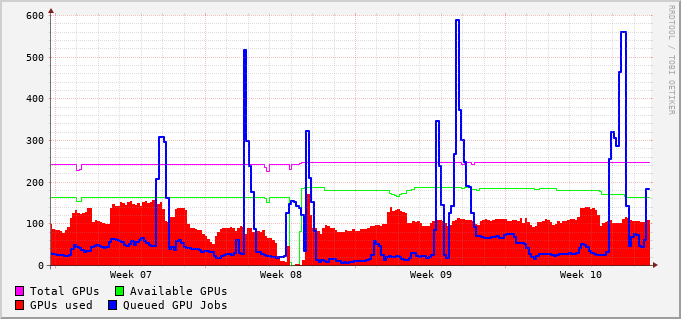 600
500
400
300
200
100
0
Week 07 Week 08 Week 09 Week 10
Total GPUs Available GPUs
GPUs used Queued GPU Jobs
RRDTOOL / TOBI OETIKER